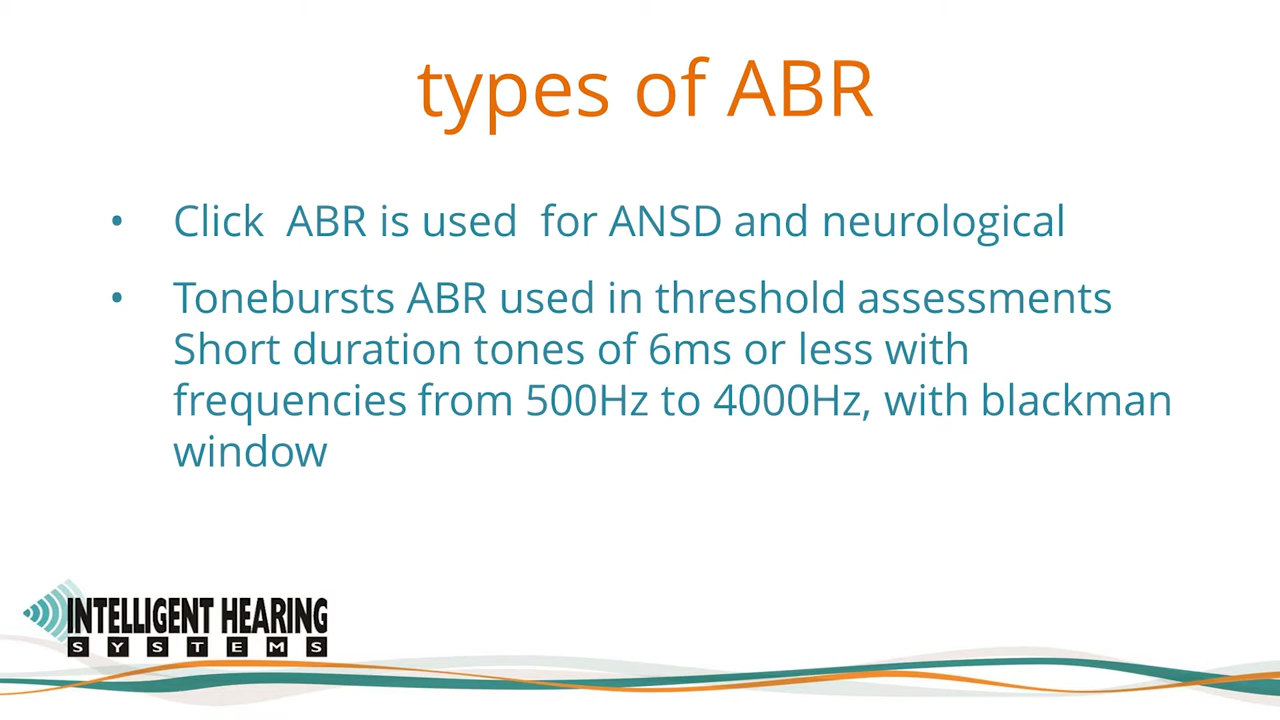 types of ABR
• Click ABR is used for ANSD and neurological
• Tonebursts ABR used in threshold assessments
Short duration tones of 6ms or less with
frequencies from 500Hz to 4000Hz, with blackman
window
INTELLIGENT HEARING
SYSTEMS